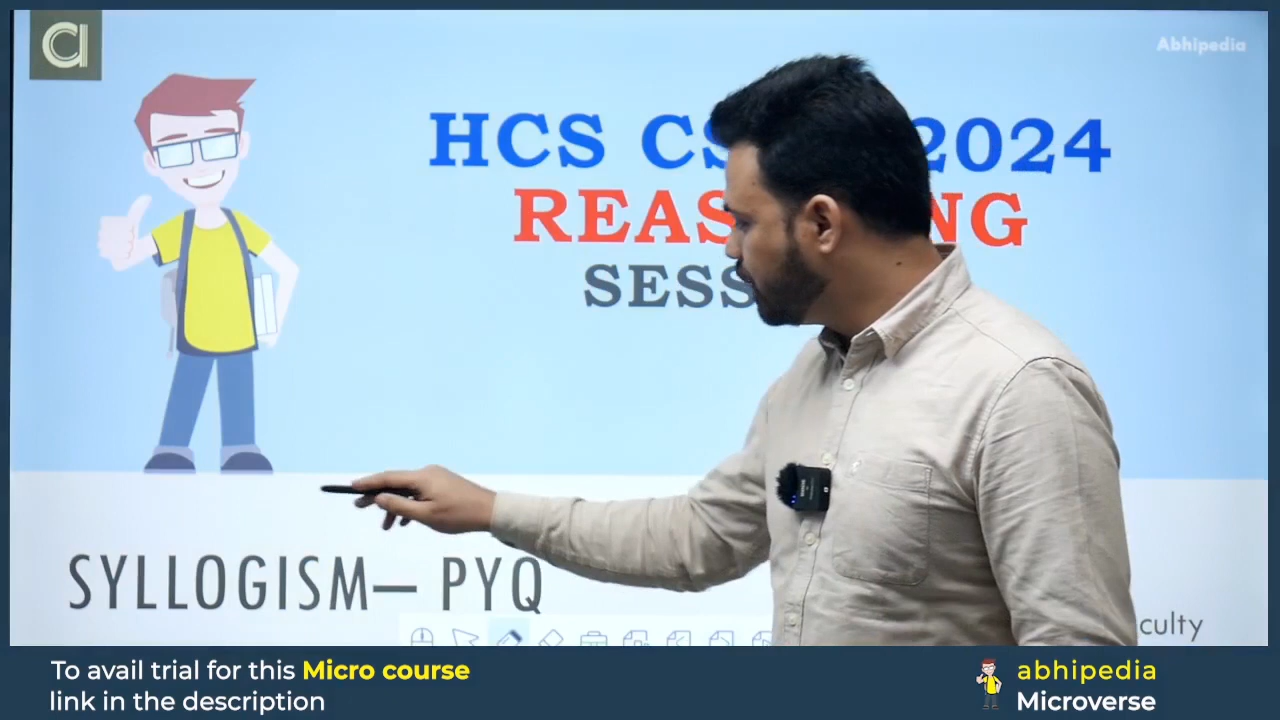 Abhipedia
HCS CS 2024
REAS NG
SESS
SYLLOGISM– PYQ
culty
To avail trial for this Micro course
link in the description
abhipedia
Microverse